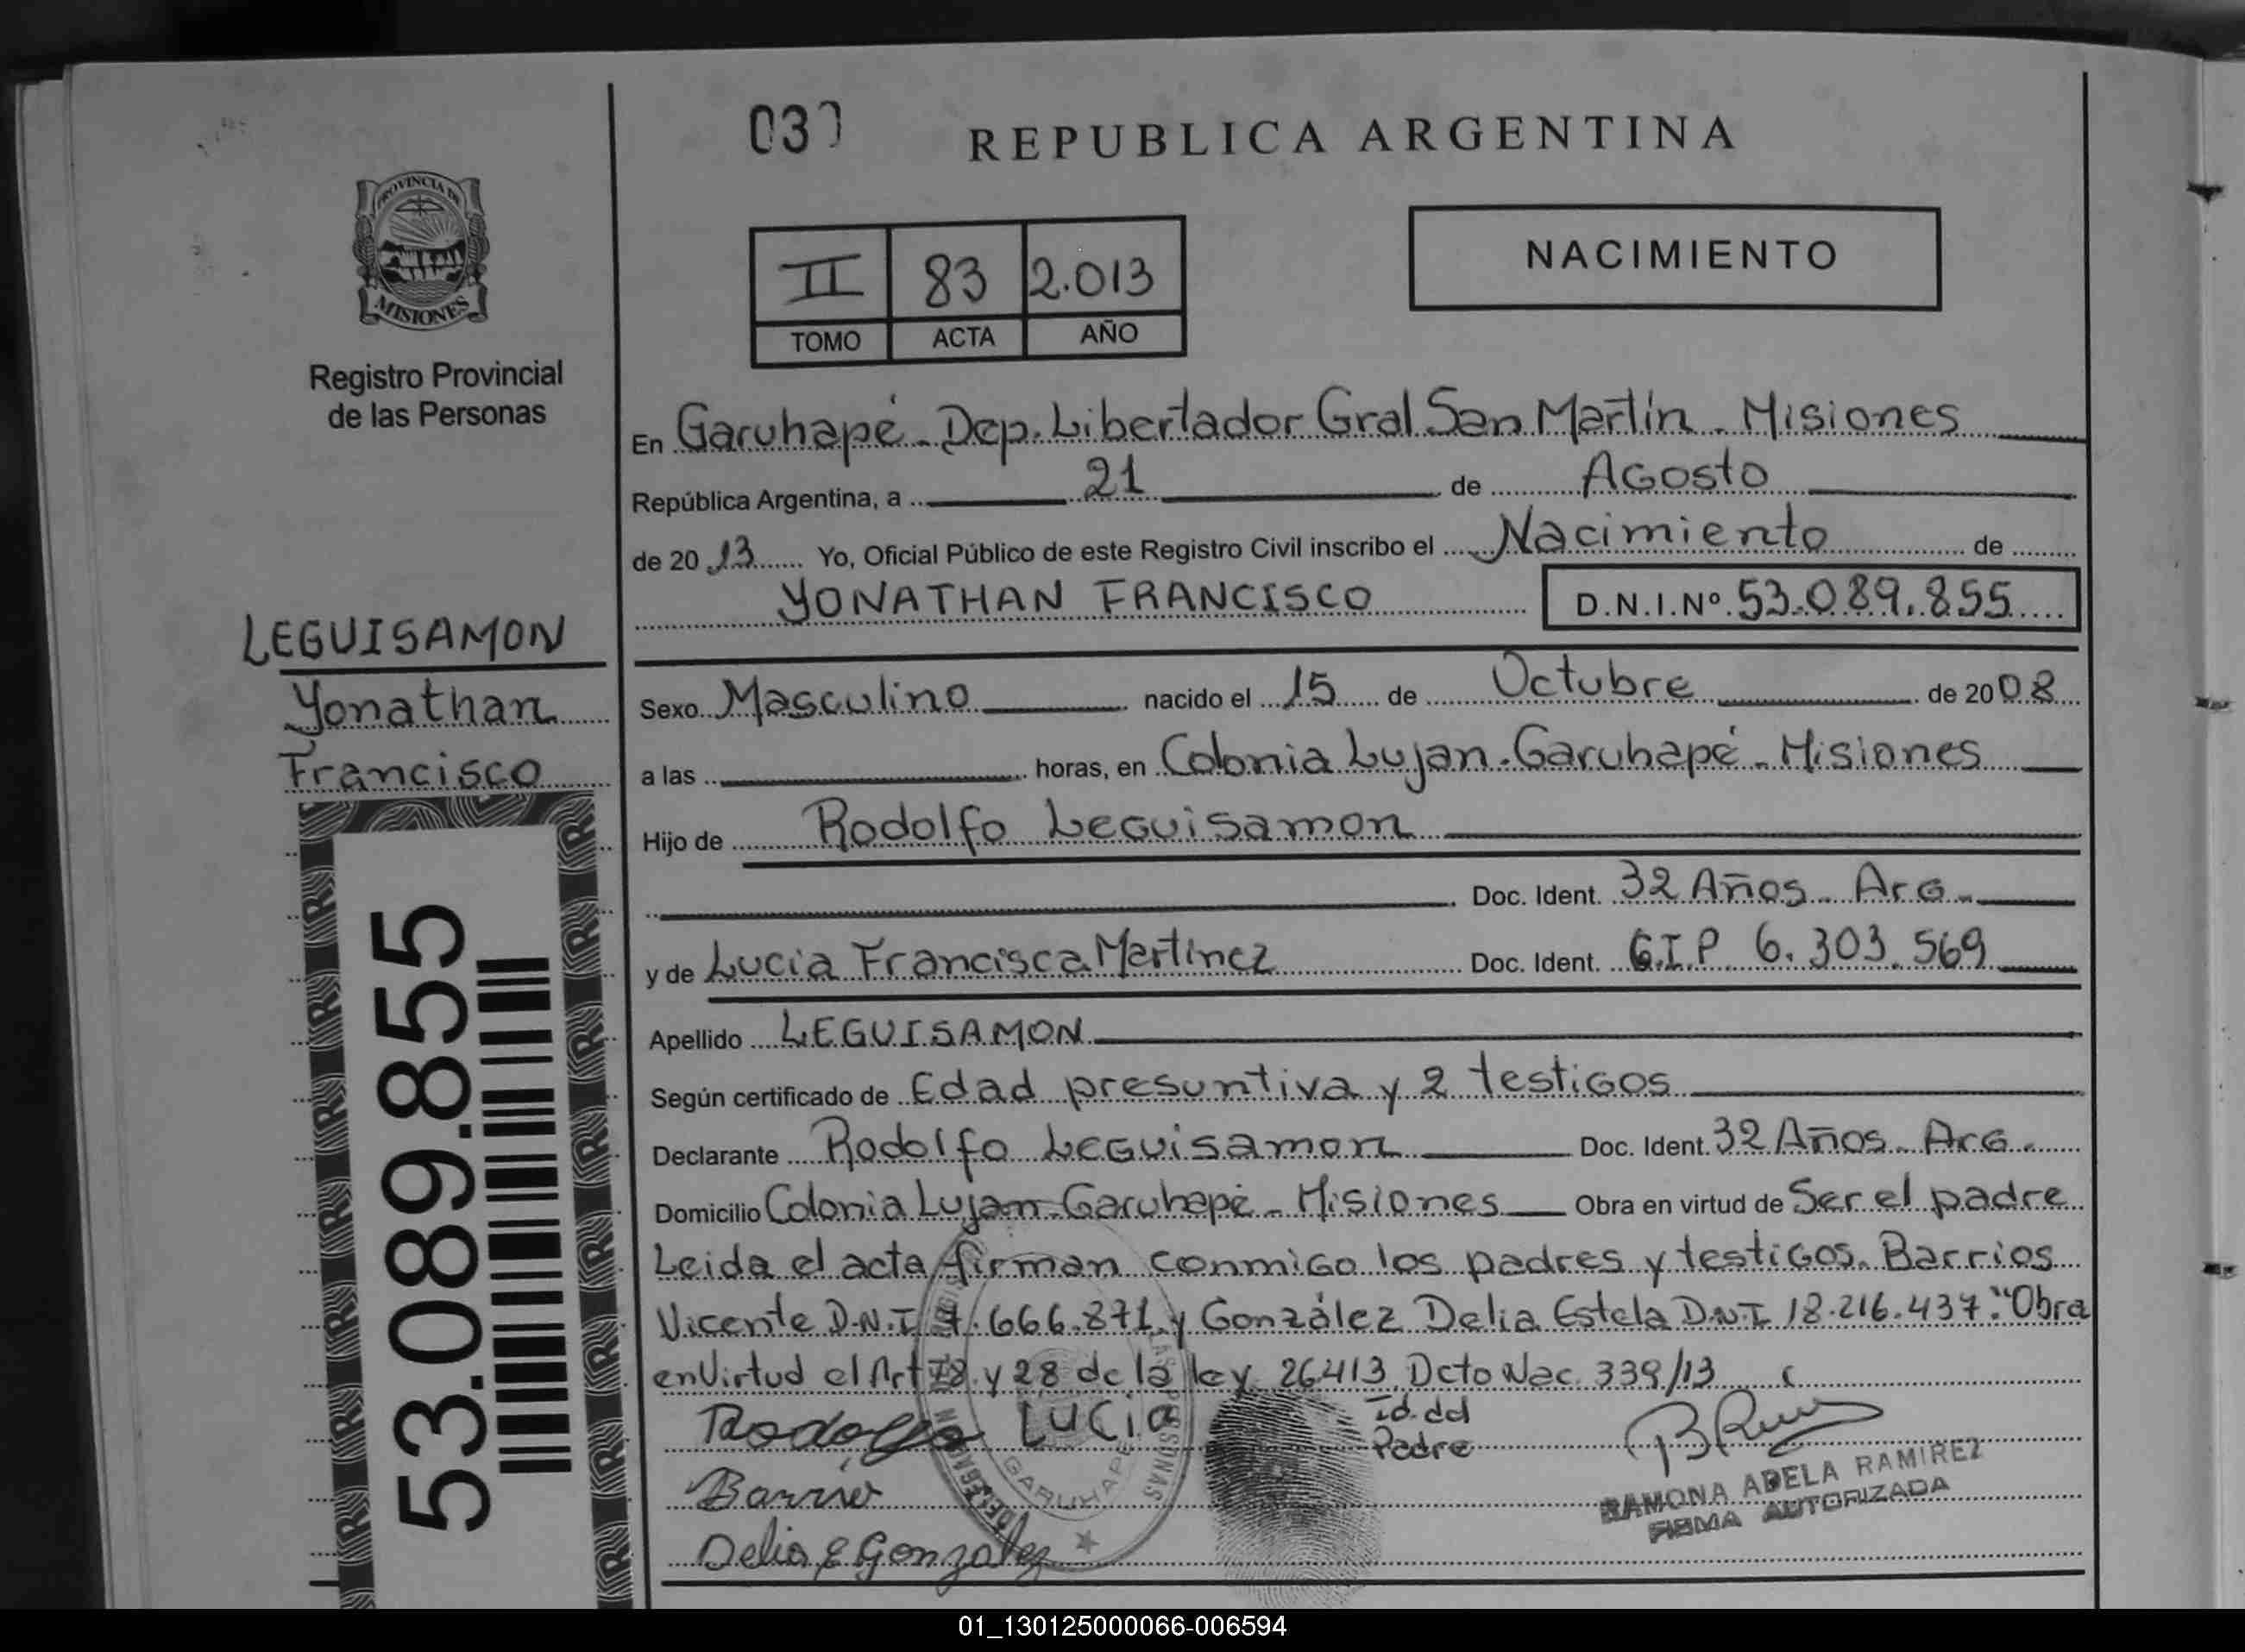 037
REPUBLICA ARGENTINA
PROVINCIA DE
MISIONES
Registro Provincial
de las Personas
II 83 2.013
TOMO ACTA AÑO
NACIMIENTO
En Garuhapé - Dep. Libertador Gral San Martín - Misiones
República Argentina, a 21 de Agosto
de 20 13 Yo, Oficial Público de este Registro Civil inscribo el Nacimiento de
YONATHAN FRANCISCO D.N.I.Nº 53.089.855
LEGUISAMON
Yonathan
Francisco
53.089.855
Sexo Masculino nacido el 15 de Octubre de 20 08
a las horas, en Colonia Lujan - Garuhapé - Misiones
Hijo de Rodolfo Leguisamon
Doc. Ident. 32 Años - Arg -
y de Lucia Francisca Martinez Doc. Ident. G.I.P 6.303.569
Apellido LEGUISAMON
Según certificado de Edad presuntiva y 2 testigos
Declarante Rodolfo Leguisamon Doc. Ident. 32 Años - Arg.
Domicilio Colonia Lujan - Garuhapé - Misiones Obra en virtud de Ser el padre
Leida el acta firman conmigo los padres y testigos. Barrios
Vicente D.N.I 7.666.871 y González Delia Estela D.N.I 18.216.437. "Obra
en Virtud el Art y 28 de la ley 26413 Dcto Nac. 339/13
Rodolfo Lucia Id. del
Padre
Barrio
Delia E Gonzalez
GARUHAPE
RAMONA ADELA RAMIREZ
FIRMA AUTORIZADA
01_130125000066-006594